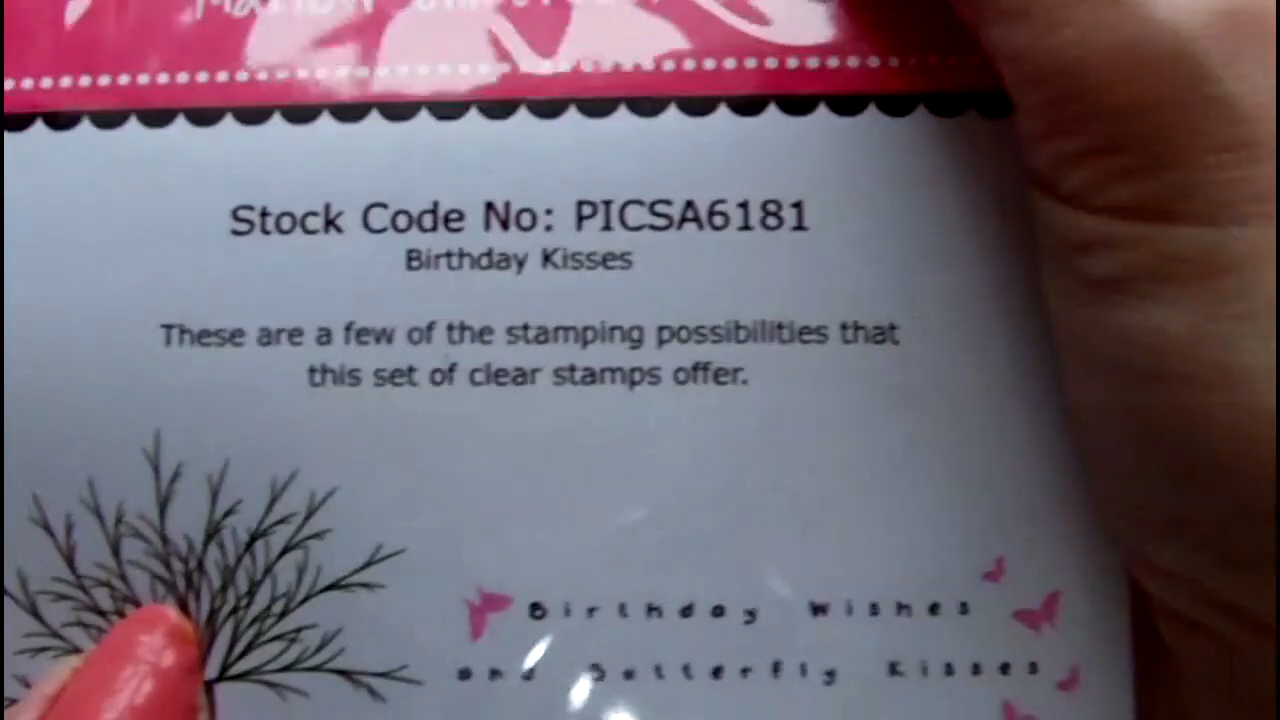 Stock Code No: PICSA6181
Birthday Kisses
These are a few of the stamping possibilities that
this set of clear stamps offer.
Birthday Wishes
and Butterfly Kisses